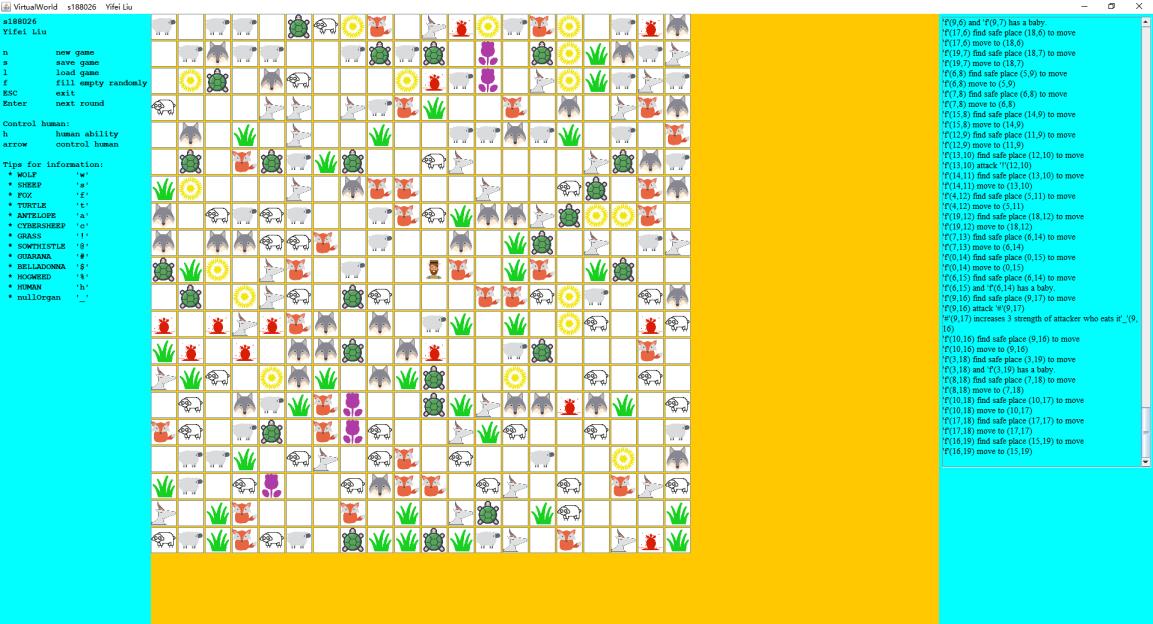 VirtualWorld s188026 Yifei Liu
s188026
Yifei Liu
n new game
s save game
l load game
f fill empty randomly
ESC exit
Enter next round
Control human:
h human ability
arrow control human
Tips for information:
* WOLF 'w'
* SHEEP 's'
* FOX 'f'
* TURTLE 't'
* ANTELOPE 'a'
* CYBERSHEEP 'c'
* GRASS '!'
* SOWTHISTLE '@'
* GUARANA '#'
* BELLADONNA '$'
* HOGWEED '%'
* HUMAN 'h'
* nullOrgan '_'
'f'(9,6) and 'f'(9,7) has a baby.
'f'(17,6) find safe place (18,6) to move
'f'(17,6) move to (18,6)
'f'(19,7) find safe place (18,7) to move
'f'(19,7) move to (18,7)
'f'(6,8) find safe place (5,9) to move
'f'(6,8) move to (5,9)
'f'(7,8) find safe place (6,8) to move
'f'(7,8) move to (6,8)
'f'(15,8) find safe place (14,9) to move
'f'(15,8) move to (14,9)
'f'(12,9) find safe place (11,9) to move
'f'(12,9) move to (11,9)
'f'(13,10) find safe place (12,10) to move
'f'(13,10) attack '!'(12,10)
'f'(14,11) find safe place (13,10) to move
'f'(14,11) move to (13,10)
'f'(4,12) find safe place (5,11) to move
'f'(4,12) move to (5,11)
'f'(19,12) find safe place (18,12) to move
'f'(19,12) move to (18,12)
'f'(7,13) find safe place (6,14) to move
'f'(7,13) move to (6,14)
'f'(0,14) find safe place (0,15) to move
'f'(0,14) move to (0,15)
'f'(6,15) find safe place (6,14) to move
'f'(6,15) and 'f'(6,14) has a baby.
'f'(9,16) find safe place (9,17) to move
'f'(9,16) attack '#'(9,17)
'#'(9,17) increases 3 strength of attacker who eats it'_'(9,
16)
'f'(10,16) find safe place (9,16) to move
'f'(10,16) move to (9,16)
'f'(3,18) find safe place (3,19) to move
'f'(3,18) and 'f'(3,19) has a baby.
'f'(8,18) find safe place (7,18) to move
'f'(8,18) move to (7,18)
'f'(10,18) find safe place (10,17) to move
'f'(10,18) move to (10,17)
'f'(17,18) find safe place (17,17) to move
'f'(17,18) move to (17,17)
'f'(16,19) find safe place (15,19) to move
'f'(16,19) move to (15,19)